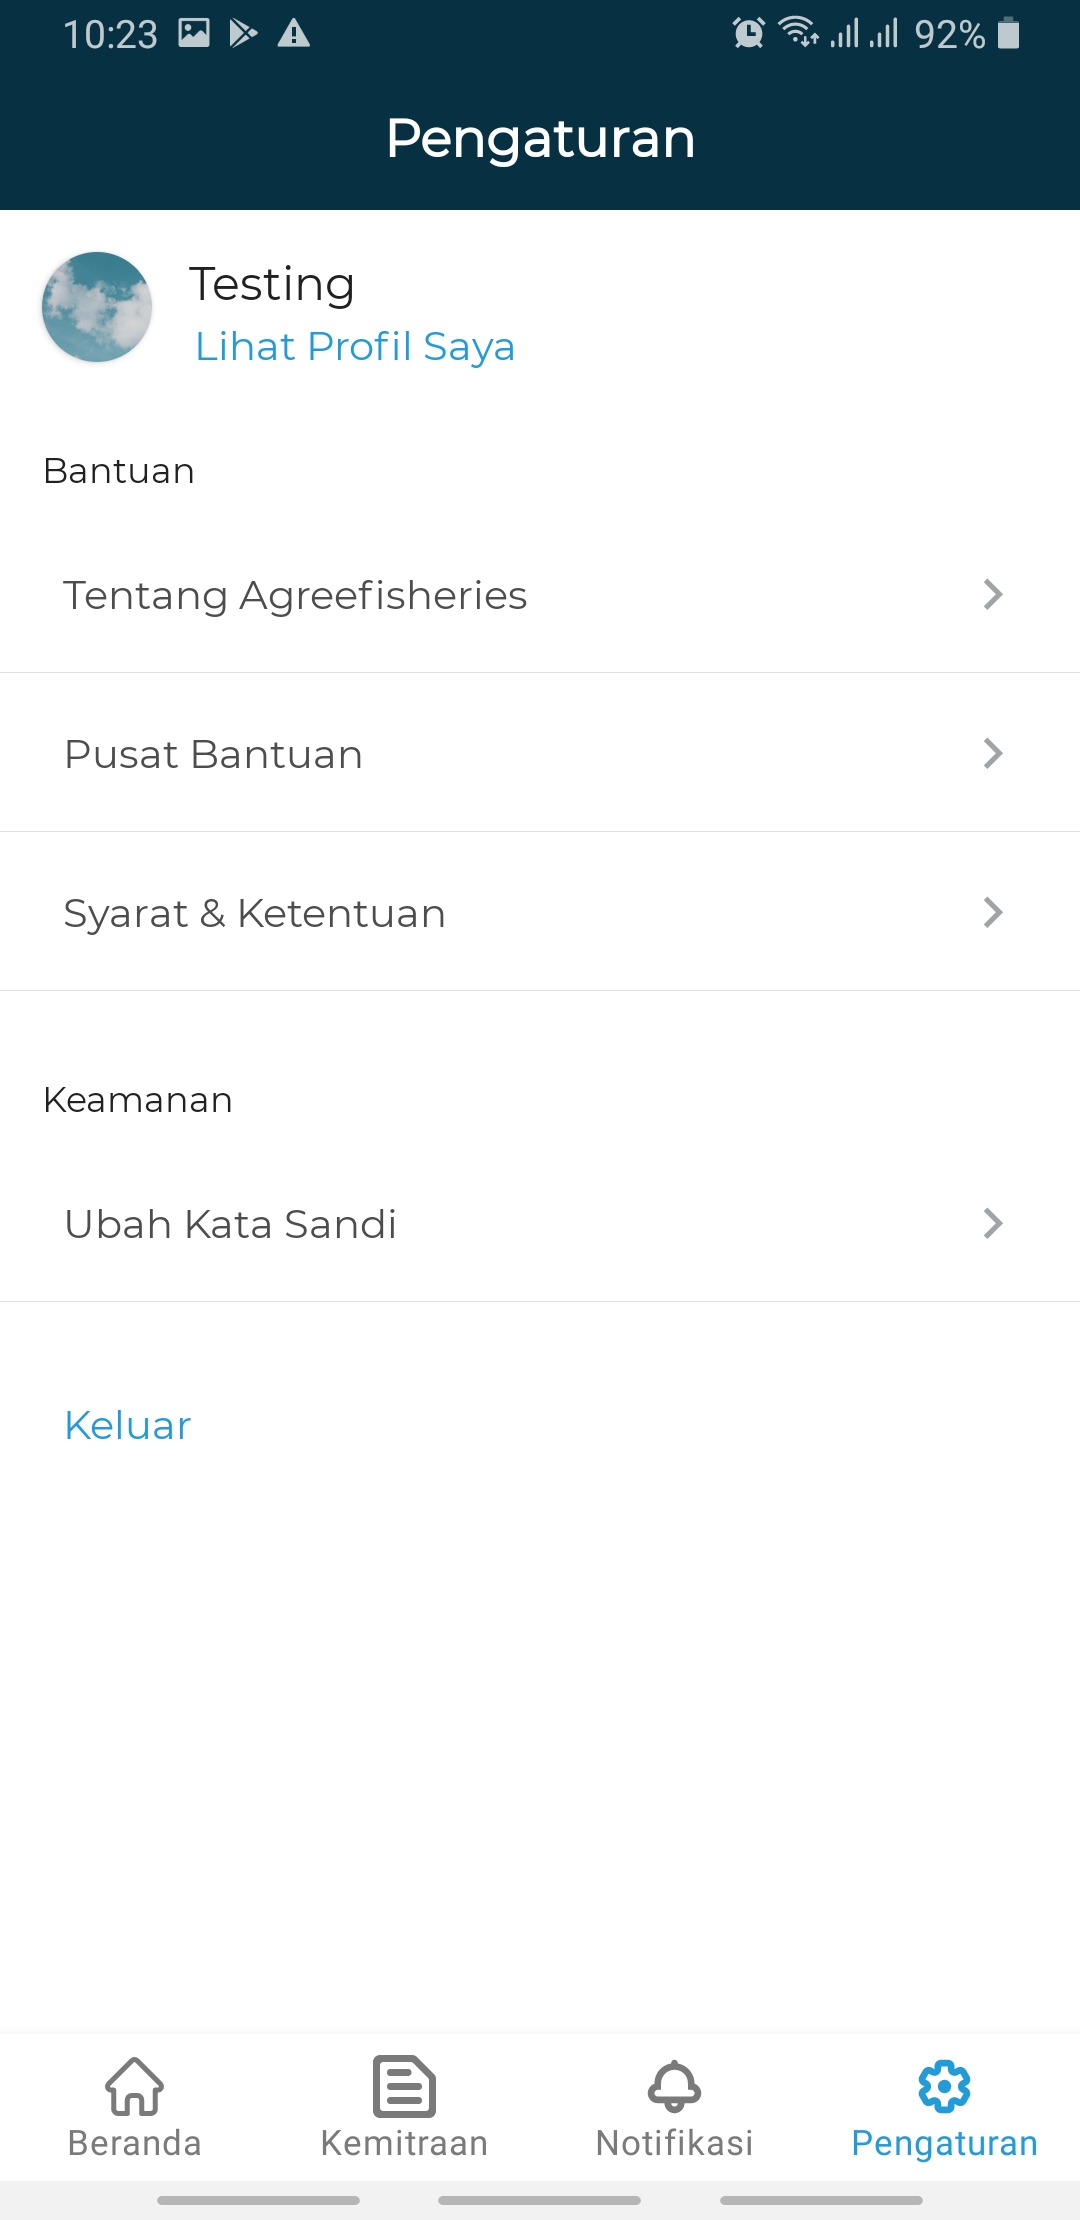 10:23 92%
Pengaturan
Testing
Lihat Profil Saya
Bantuan
Tentang Agreefisheries
Pusat Bantuan
Syarat & Ketentuan
Keamanan
Ubah Kata Sandi
Keluar
Beranda Kemitraan Notifikasi Pengaturan